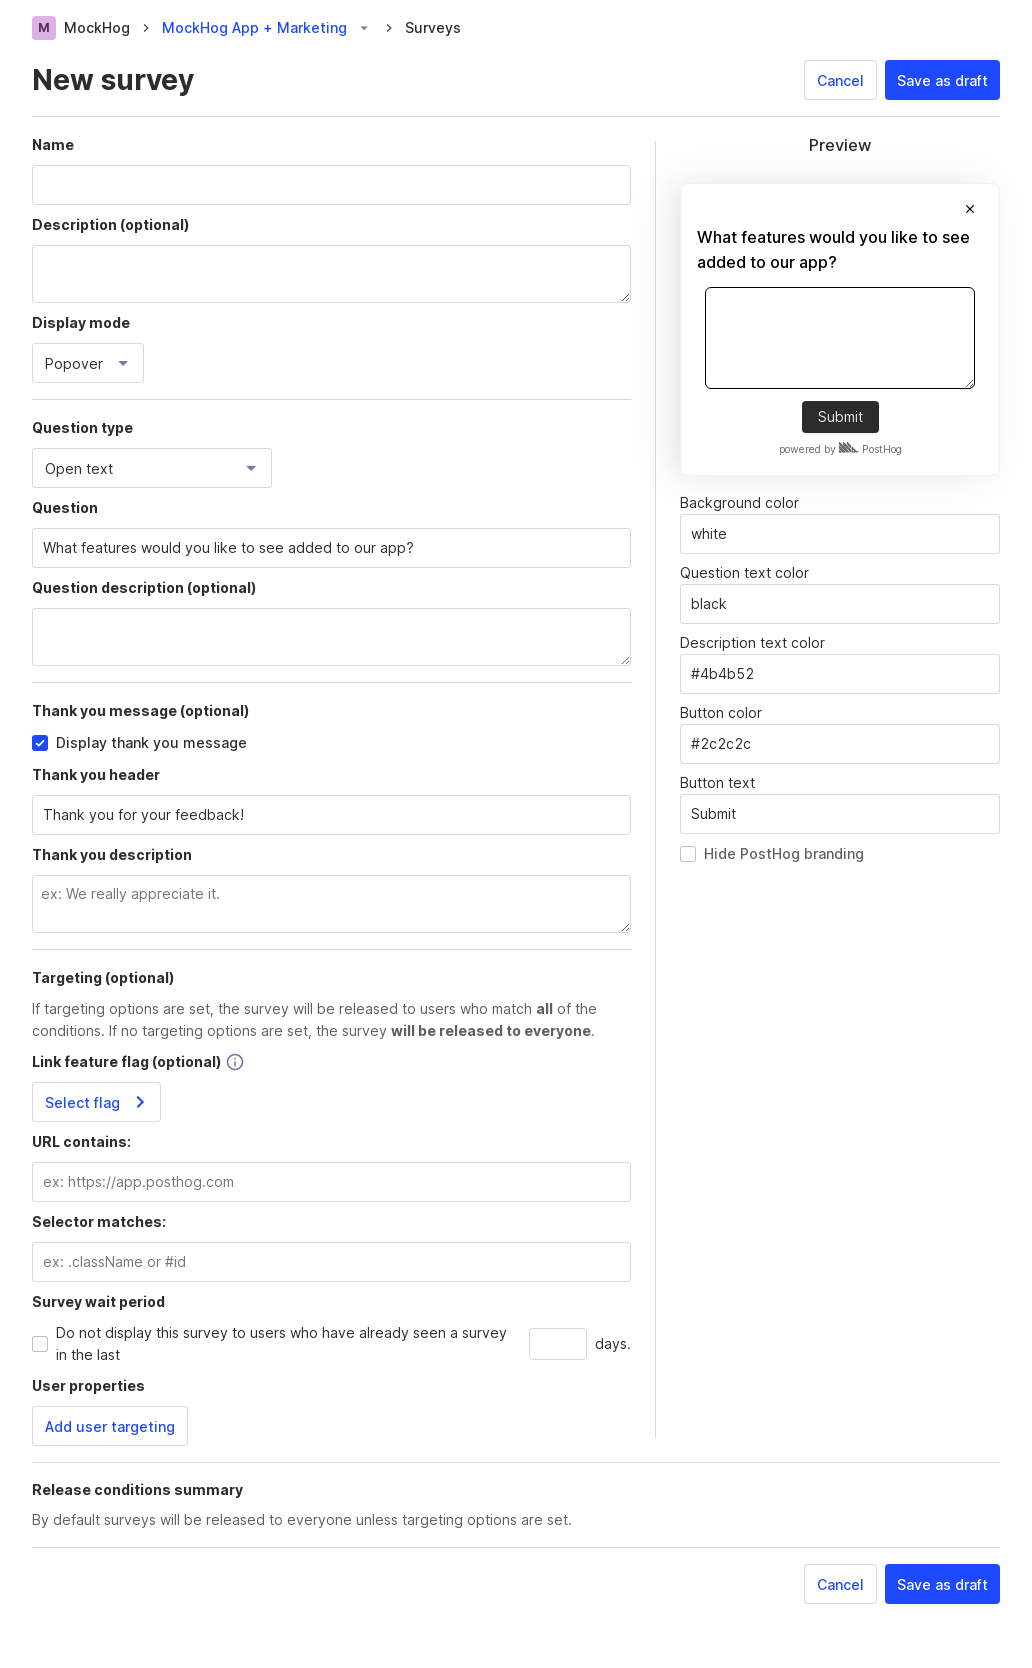 M MockHog MockHog App + Marketing Surveys
New survey
Cancel Save as draft
Name
Description (optional)
Display mode
Popover
Question type
Open text
Question
What features would you like to see added to our app?
Question description (optional)
Thank you message (optional)
Display thank you message
Thank you header
Thank you for your feedback!
Thank you description
ex: We really appreciate it.
Targeting (optional)
If targeting options are set, the survey will be released to users who match all of the
conditions. If no targeting options are set, the survey will be released to everyone.
Link feature flag (optional)
Select flag
URL contains:
ex: https://app.posthog.com
Selector matches:
ex: .className or #id
Survey wait period
Do not display this survey to users who have already seen a survey
in the last
days.
User properties
Add user targeting
Preview
What features would you like to see
added to our app?
Submit
powered by PostHog
Background color
white
Question text color
black
Description text color
#4b4b52
Button color
#2c2c2c
Button text
Submit
Hide PostHog branding
Release conditions summary
By default surveys will be released to everyone unless targeting options are set.
Cancel Save as draft